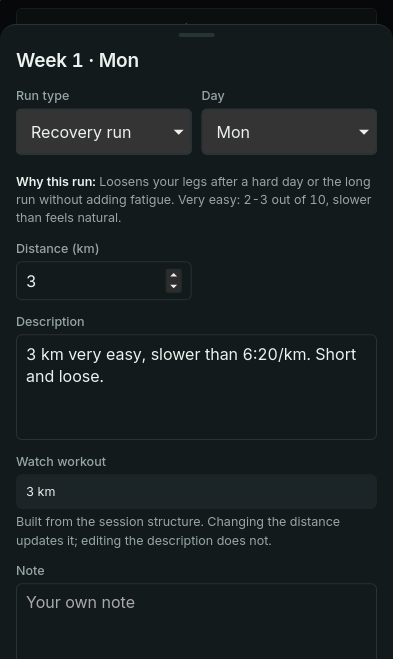 Week 1 · Mon
Run type
Day
Recovery run
Mon
Why this run: Loosens your legs after a hard day or the long
run without adding fatigue. Very easy: 2-3 out of 10, slower
than feels natural.
Distance (km)
3
Description
3 km very easy, slower than 6:20/km. Short
and loose.
Watch workout
3 km
Built from the session structure. Changing the distance
updates it; editing the description does not.
Note
Your own note